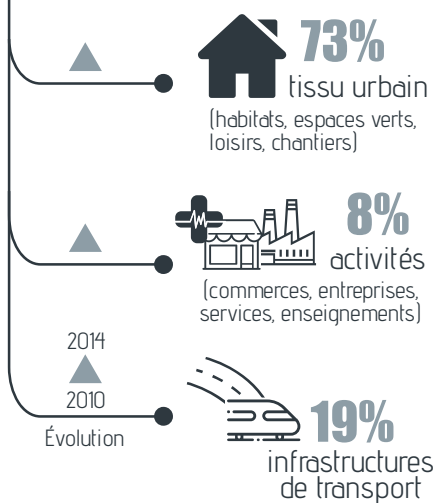 73%
tissu urbain
(habitats, espaces verts,
loisirs, chantiers)
8%
activités
(commerces, entreprises,
services, enseignements)
2014
2010
Évolution
19%
infrastructures
de transport